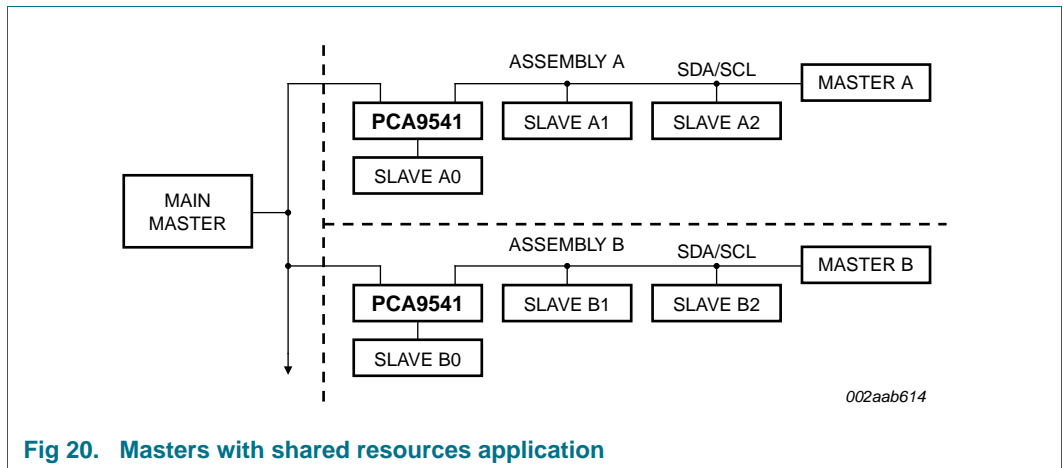 ASSEMBLY A
SDA/SCL
MASTER A
PCA9541
SLAVE A1
SLAVE A2
SLAVE A0
MAIN
MASTER
ASSEMBLY B
SDA/SCL
MASTER B
PCA9541
SLAVE B1
SLAVE B2
SLAVE B0
002aab614
Fig 20. Masters with shared resources application